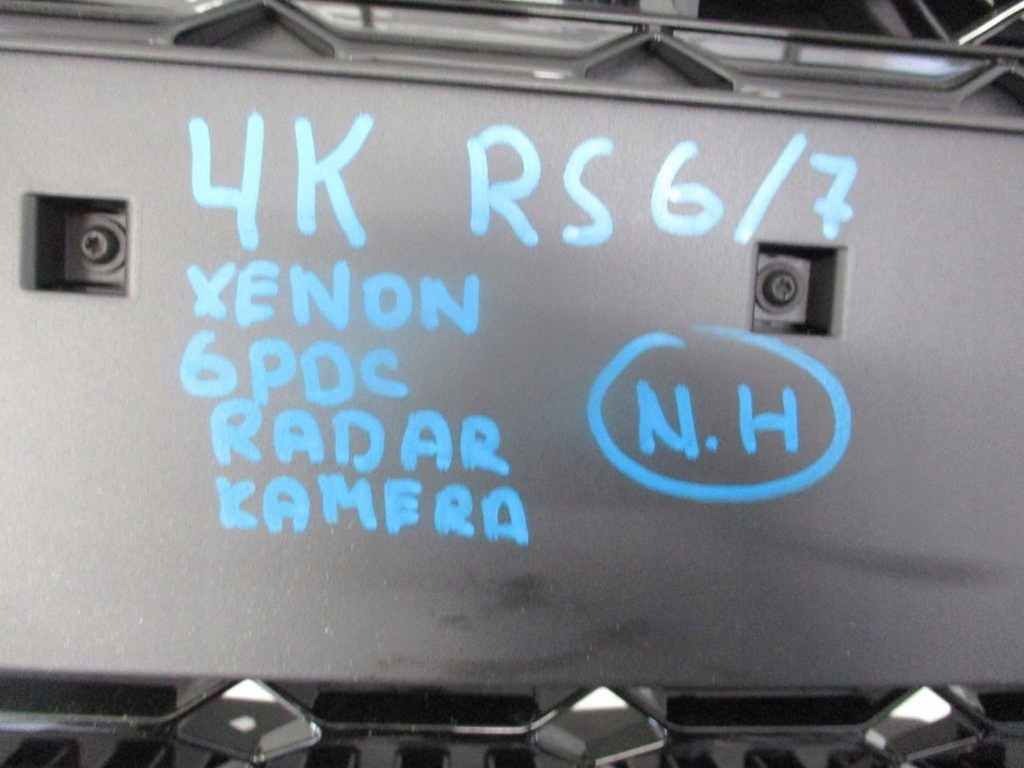 4K RS6/7
XENON
6PDC
RADAR
KAMERA
N.H